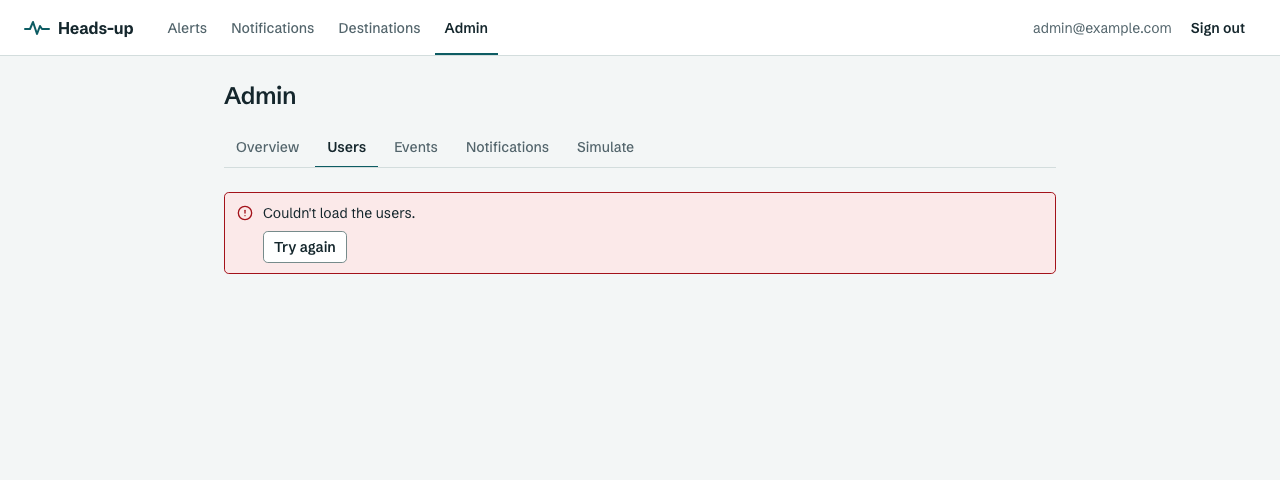 Heads-up Alerts Notifications Destinations Admin admin@example.com Sign out
Admin
Overview Users Events Notifications Simulate
Couldn't load the users.
Try again